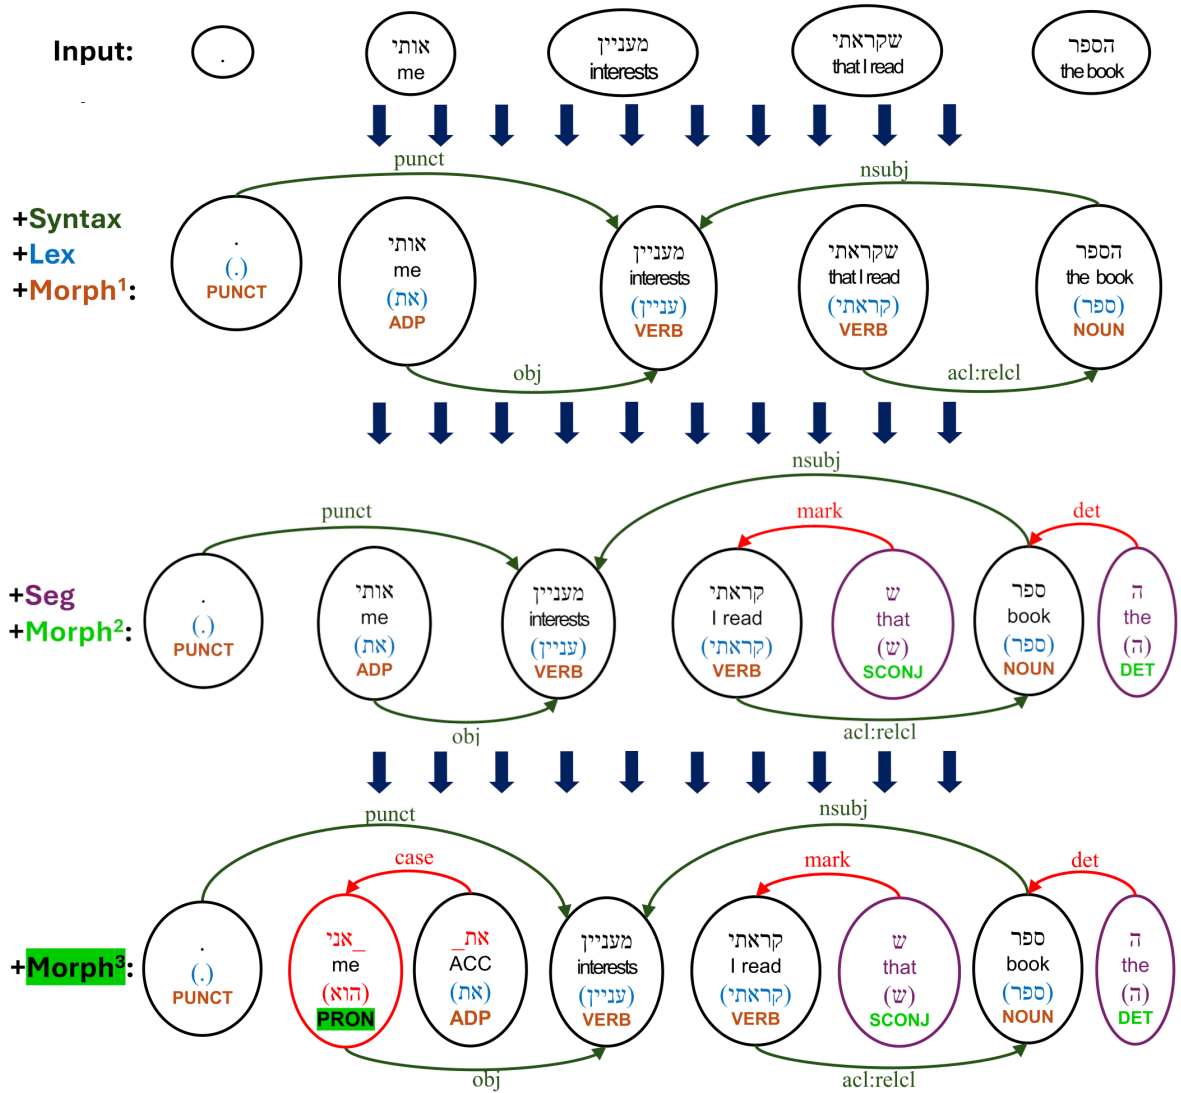 Input:
.
אותי
me
מעניין
interests
שקראתי
that I read
הספר
the book
-
punct
nsubj
+Syntax
+Lex
+Morph¹:
.
(.)
PUNCT
אותי
me
(את)
ADP
מעניין
interests
(עניין)
VERB
שקראתי
that I read
(קראתי)
VERB
הספר
the book
(ספר)
NOUN
obj
acl:relcl
nsubj
punct
mark
det
+Seg
+Morph²:
.
(.)
PUNCT
אותי
me
(את)
ADP
מעניין
interests
(עניין)
VERB
קראתי
I read
(קראתי)
VERB
ש
that
(ש)
SCONJ
ספר
book
(ספר)
NOUN
ה
the
(ה)
DET
obj
acl:relcl
punct
nsubj
case
mark
det
+Morph³:
.
(.)
PUNCT
_אני
me
(הוא)
PRON
את_
ACC
(את)
ADP
מעניין
interests
(עניין)
VERB
קראתי
I read
(קראתי)
VERB
ש
that
(ש)
SCONJ
ספר
book
(ספר)
NOUN
ה
the
(ה)
DET
obj
acl:relcl